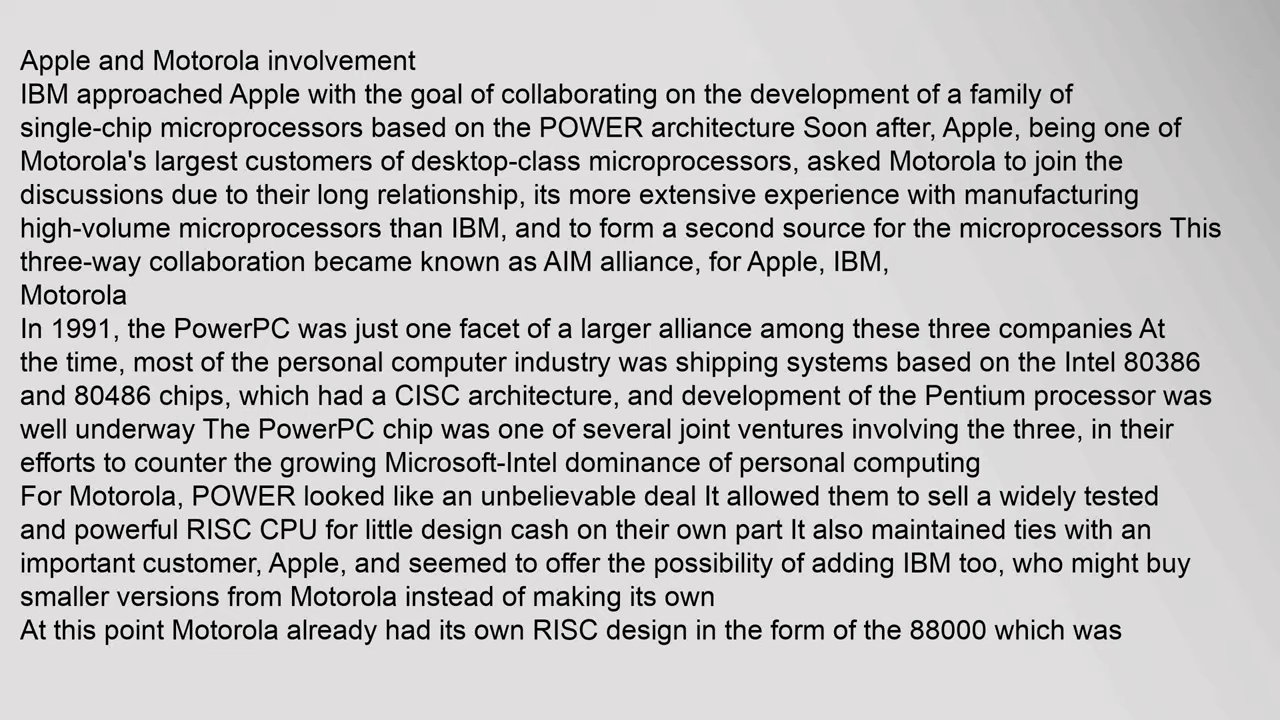 Apple and Motorola involvement
IBM approached Apple with the goal of collaborating on the development of a family of
single-chip microprocessors based on the POWER architecture Soon after, Apple, being one of
Motorola's largest customers of desktop-class microprocessors, asked Motorola to join the
discussions due to their long relationship, its more extensive experience with manufacturing
high-volume microprocessors than IBM, and to form a second source for the microprocessors This
three-way collaboration became known as AIM alliance, for Apple, IBM,
Motorola
In 1991, the PowerPC was just one facet of a larger alliance among these three companies At
the time, most of the personal computer industry was shipping systems based on the Intel 80386
and 80486 chips, which had a CISC architecture, and development of the Pentium processor was
well underway The PowerPC chip was one of several joint ventures involving the three, in their
efforts to counter the growing Microsoft-Intel dominance of personal computing
For Motorola, POWER looked like an unbelievable deal It allowed them to sell a widely tested
and powerful RISC CPU for little design cash on their own part It also maintained ties with an
important customer, Apple, and seemed to offer the possibility of adding IBM too, who might buy
smaller versions from Motorola instead of making its own
At this point Motorola already had its own RISC design in the form of the 88000 which was